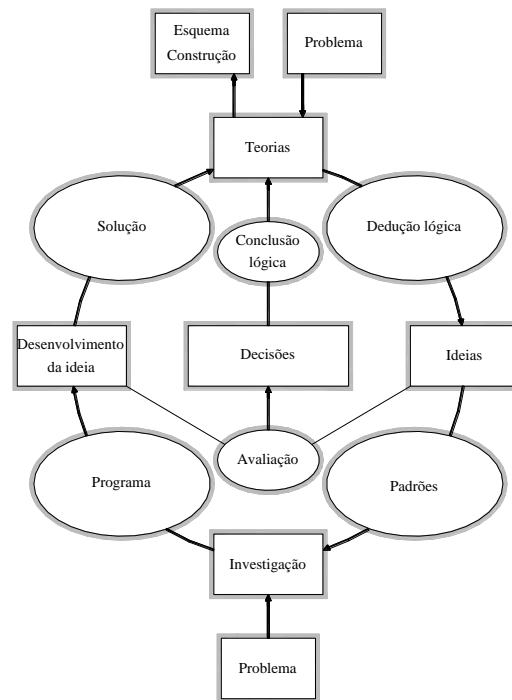 Esquema
Construção
Problema
Teorias
Solução
Conclusão
lógica
Dedução lógica
Desenvolvimento
da ideia
Decisões
Ideias
Programa
Avaliação
Padrões
Investigação
Problema